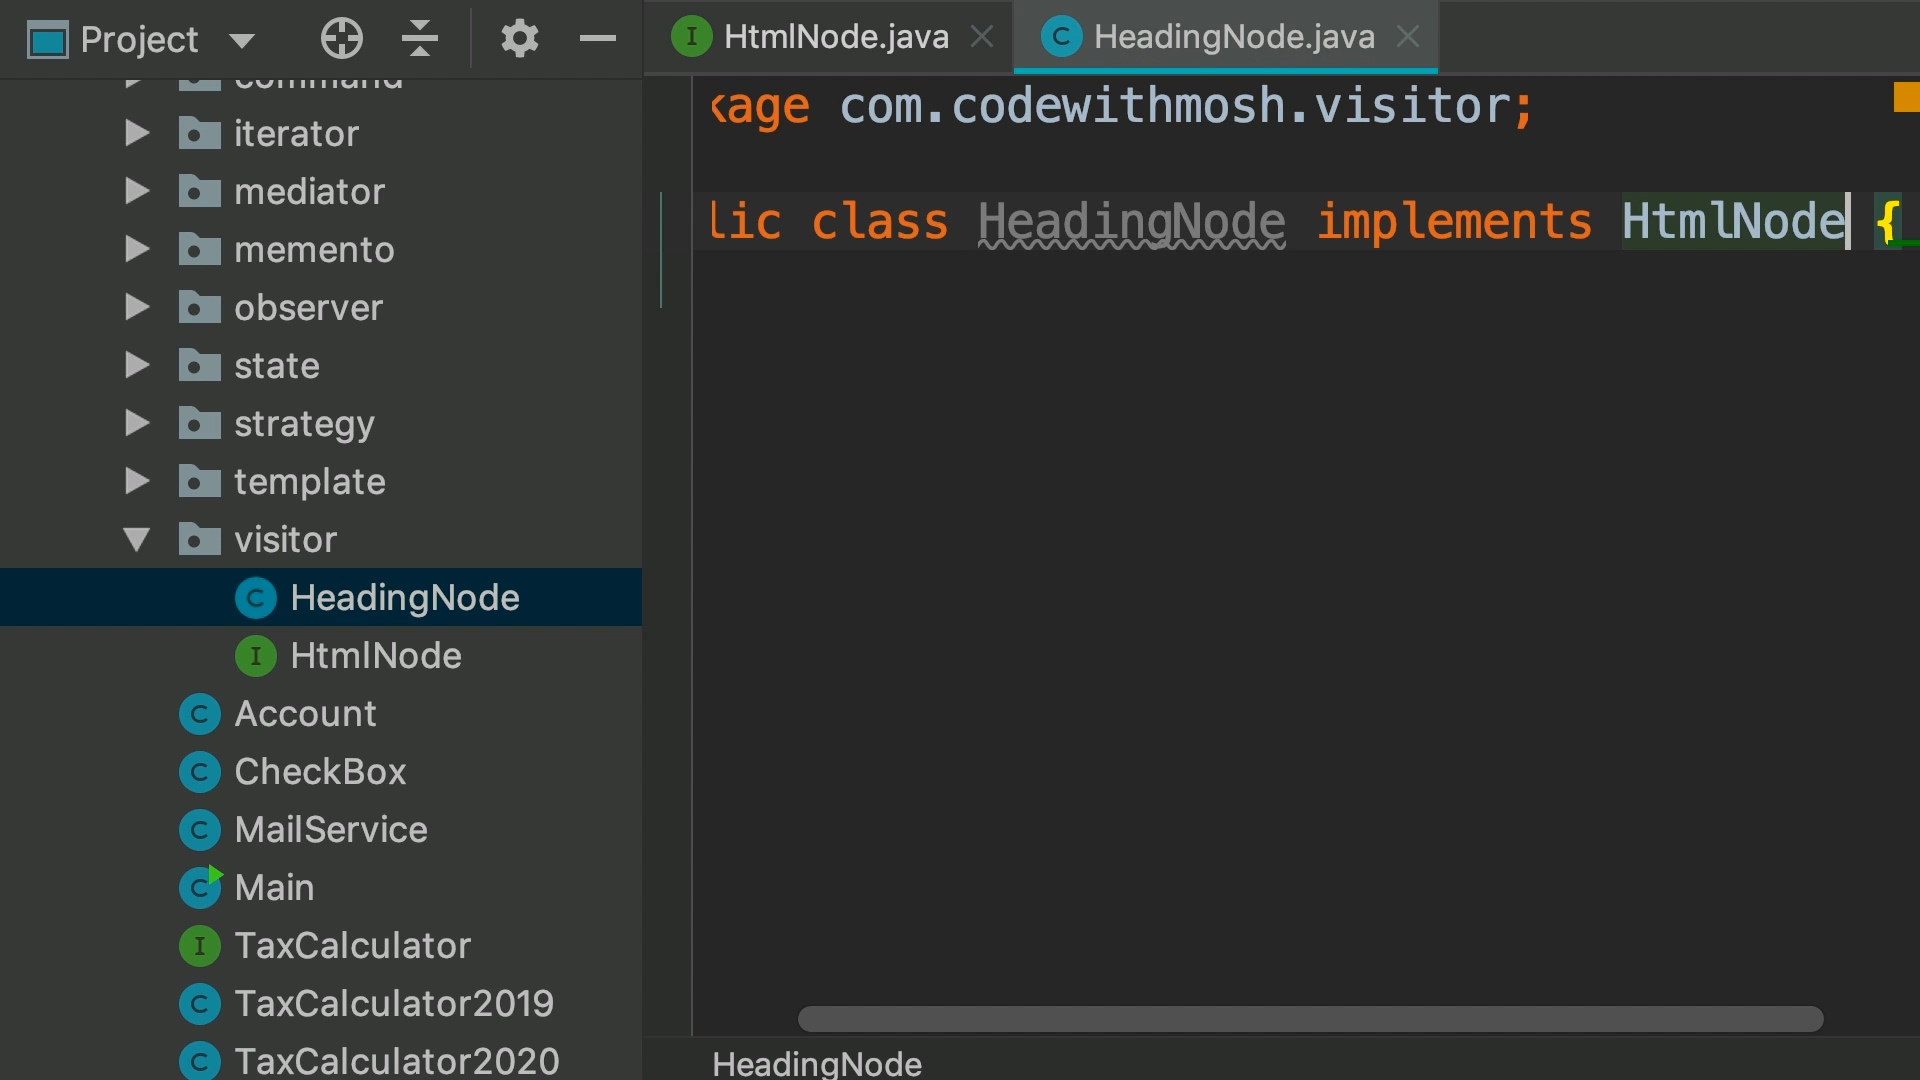 Project
HtmlNode.java
HeadingNode.java
command
iterator
mediator
memento
observer
state
strategy
template
visitor
C HeadingNode
I HtmlNode
C Account
C CheckBox
C MailService
C Main
I TaxCalculator
C TaxCalculator2019
C TaxCalculator2020
kage com.codewithmosh.visitor;
lic class HeadingNode implements HtmlNode {
HeadingNode